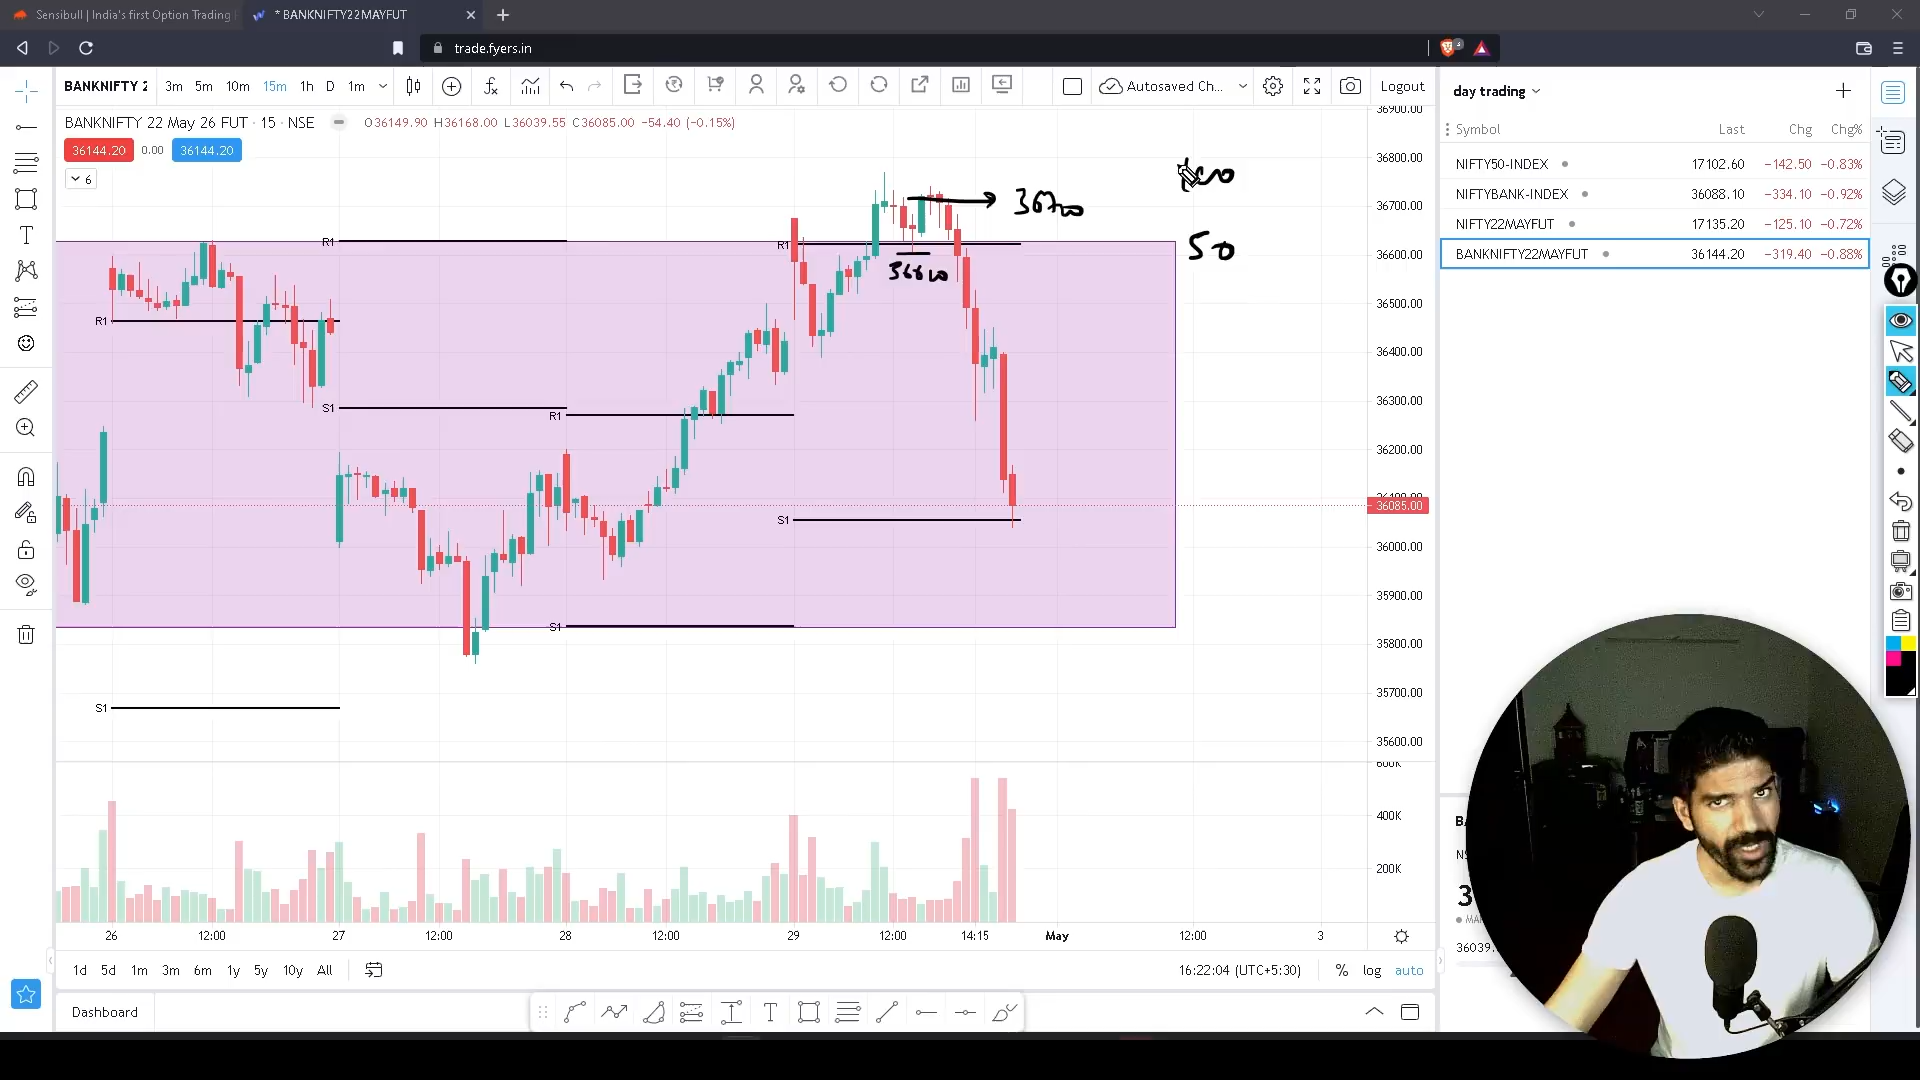 Sensibull | India's first Option Trading
* BANKNIFTY22MAYFUT
trade.fyers.in
BANKNIFTY 2 3m 5m 10m 15m 1h D 1m
Autosaved Ch... Logout
BANKNIFTY 22 May 26 FUT · 15 · NSE O36149.90 H36168.00 L36039.55 C36085.00 -54.40 (-0.15%)
36144.20 0.00 36144.20
6
day trading
Symbol Last Chg Chg%
NIFTY50-INDEX 17102.60 -142.50 -0.83%
NIFTYBANK-INDEX 36088.10 -334.10 -0.92%
NIFTY22MAYFUT 17135.20 -125.10 -0.72%
BANKNIFTY22MAYFUT 36144.20 -319.40 -0.88%
36900.00
36800.00
36700.00
36600.00
36500.00
36400.00
36300.00
36200.00
36085.00
36000.00
35900.00
35800.00
35700.00
35600.00
36700
50
R1
R1
R1
R1
S1
S1
S1
S1
600K
400K
200K
26 12:00 27 12:00 28 12:00 29 12:00 14:15 May 12:00 3
1d 5d 1m 3m 6m 1y 5y 10y All
16:22:04 (UTC+5:30) % log auto
Dashboard
36039.